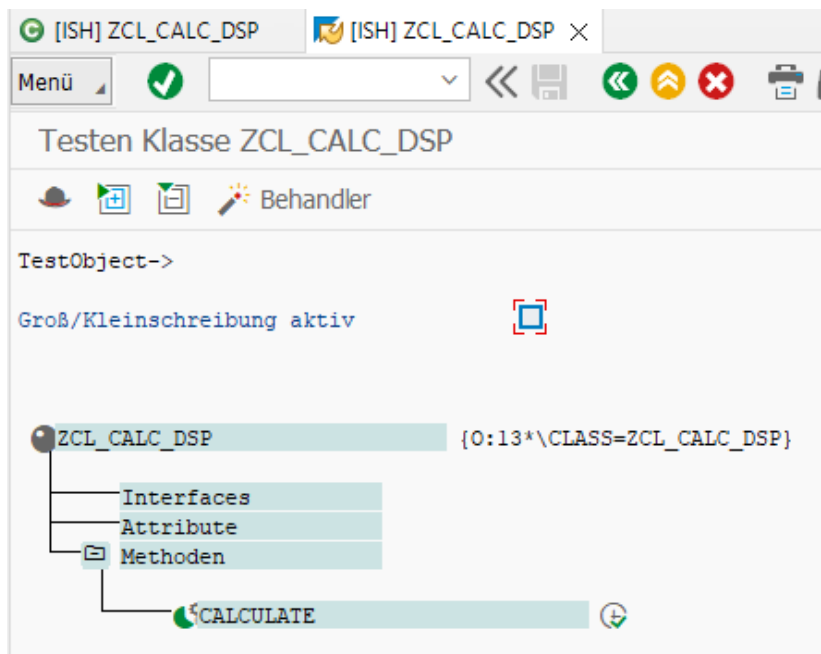 [ISH] ZCL_CALC_DSP
[ISH] ZCL_CALC_DSP
Menü
Testen Klasse ZCL_CALC_DSP
Behandler
TestObject->
Groß/Kleinschreibung aktiv
ZCL_CALC_DSP {O:13*\CLASS=ZCL_CALC_DSP}
Interfaces
Attribute
Methoden
CALCULATE